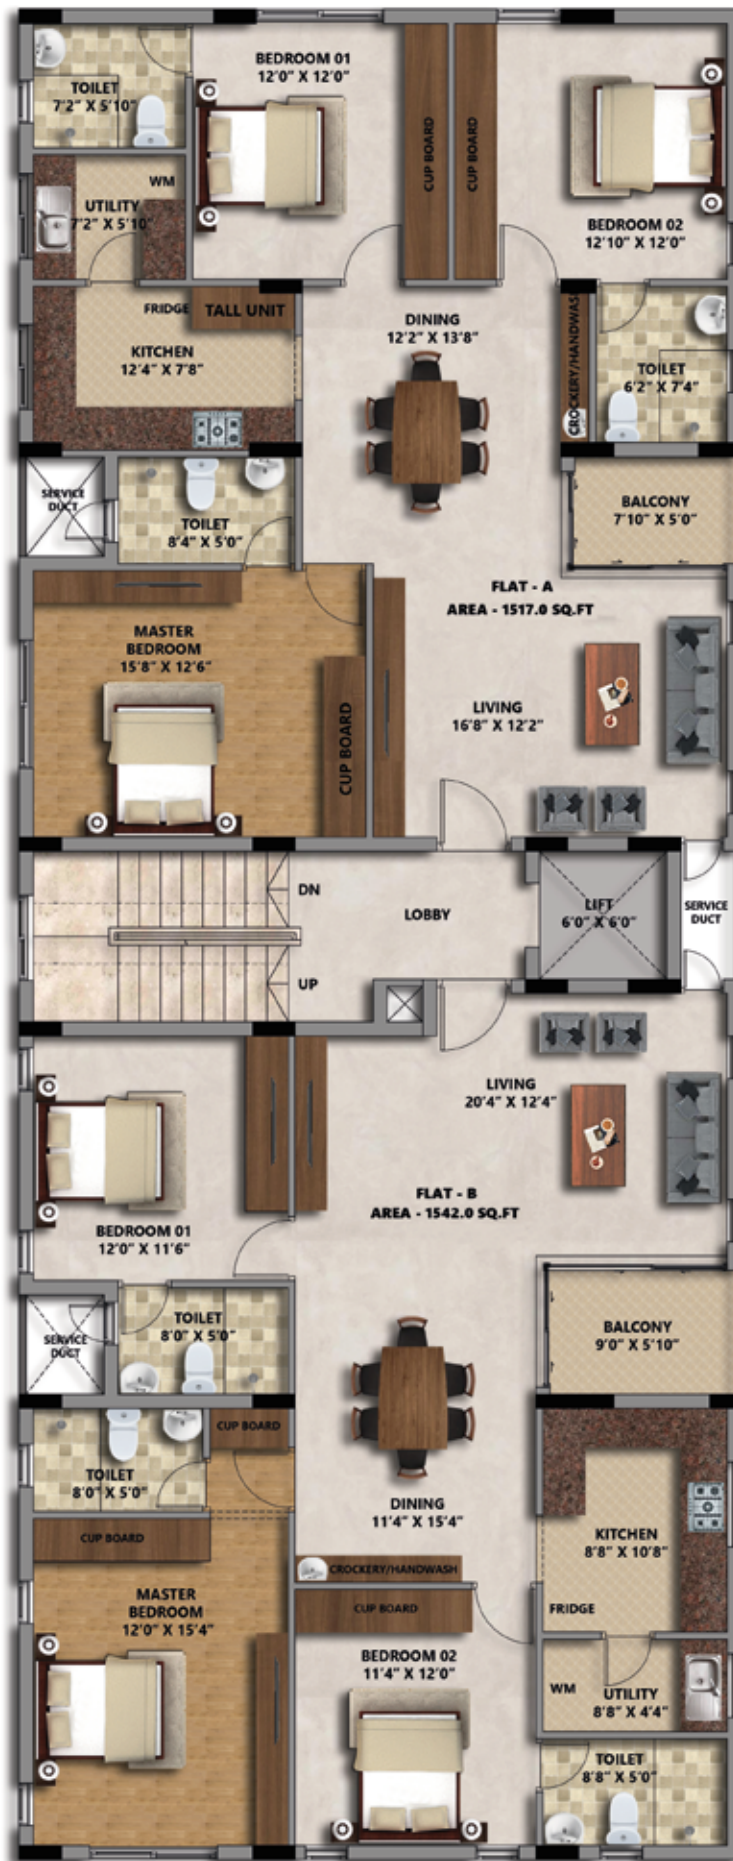 BEDROOM 01
12'0" X 12'0"
TOILET
7'2" X 5'10"
CUP BOARD
CUP BOARD
WM
UTILITY
7'2" X 5'10"
BEDROOM 02
12'10" X 12'0"
FRIDGE
TALL UNIT
DINING
12'2" X 13'8"
CROCKERY/HANDWASH
KITCHEN
12'4" X 7'8"
TOILET
6'2" X 7'4"
SERVICE
DUCT
TOILET
8'4" X 5'0"
BALCONY
7'10" X 5'0"
FLAT - A
AREA - 1517.0 SQ.FT
MASTER
BEDROOM
15'8" X 12'6"
CUP BOARD
LIVING
16'8" X 12'2"
DN
LOBBY
LIFT
6'0" X 6'0"
SERVICE
DUCT
UP
LIVING
20'4" X 12'4"
FLAT - B
AREA - 1542.0 SQ.FT
BEDROOM 01
12'0" X 11'6"
SERVICE
DUCT
TOILET
8'0" X 5'0"
BALCONY
9'0" X 5'10"
CUP BOARD
TOILET
8'0" X 5'0"
DINING
11'4" X 15'4"
CUP BOARD
KITCHEN
8'8" X 10'8"
CROCKERY/HANDWASH
MASTER
BEDROOM
12'0" X 15'4"
CUP BOARD
FRIDGE
BEDROOM 02
11'4" X 12'0"
WM
UTILITY
8'8" X 4'4"
TOILET
8'8" X 5'0"